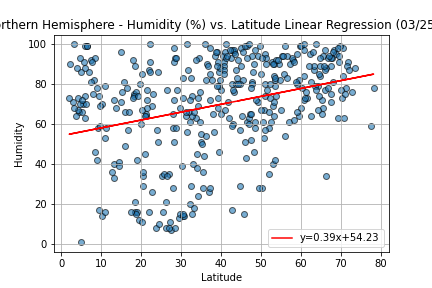 orthern Hemisphere - Humidity (%) vs. Latitude Linear Regression (03/25
100
80
60
40
20
0
Humidity
y=0.39x+54.23
0 10 20 30 40 50 60 70 80
Latitude